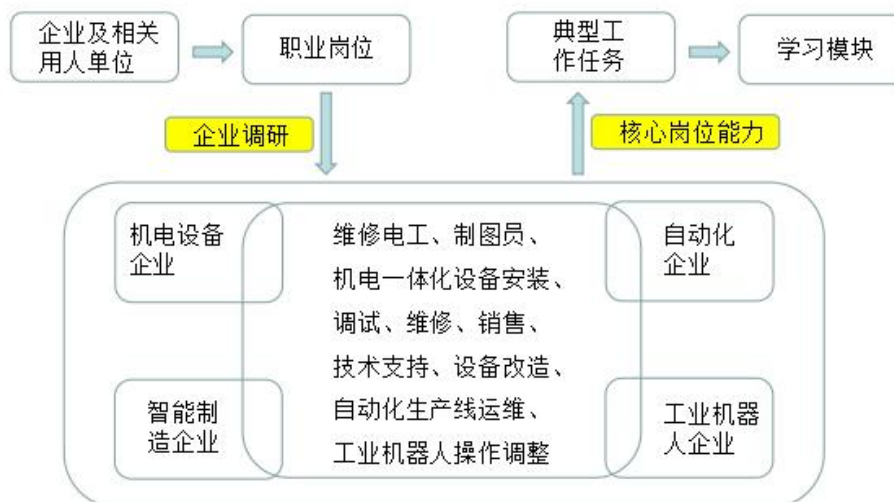 企业及相关
用人单位
职业岗位
典型工
作任务
学习模块
企业调研
核心岗位能力
机电设备
企业
维修电工、制图员、
机电一体化设备安装、
调试、维修、销售、
技术支持、设备改造、
自动化生产线运维、
工业机器人操作调整
自动化
企业
智能制
造企业
工业机器
人企业